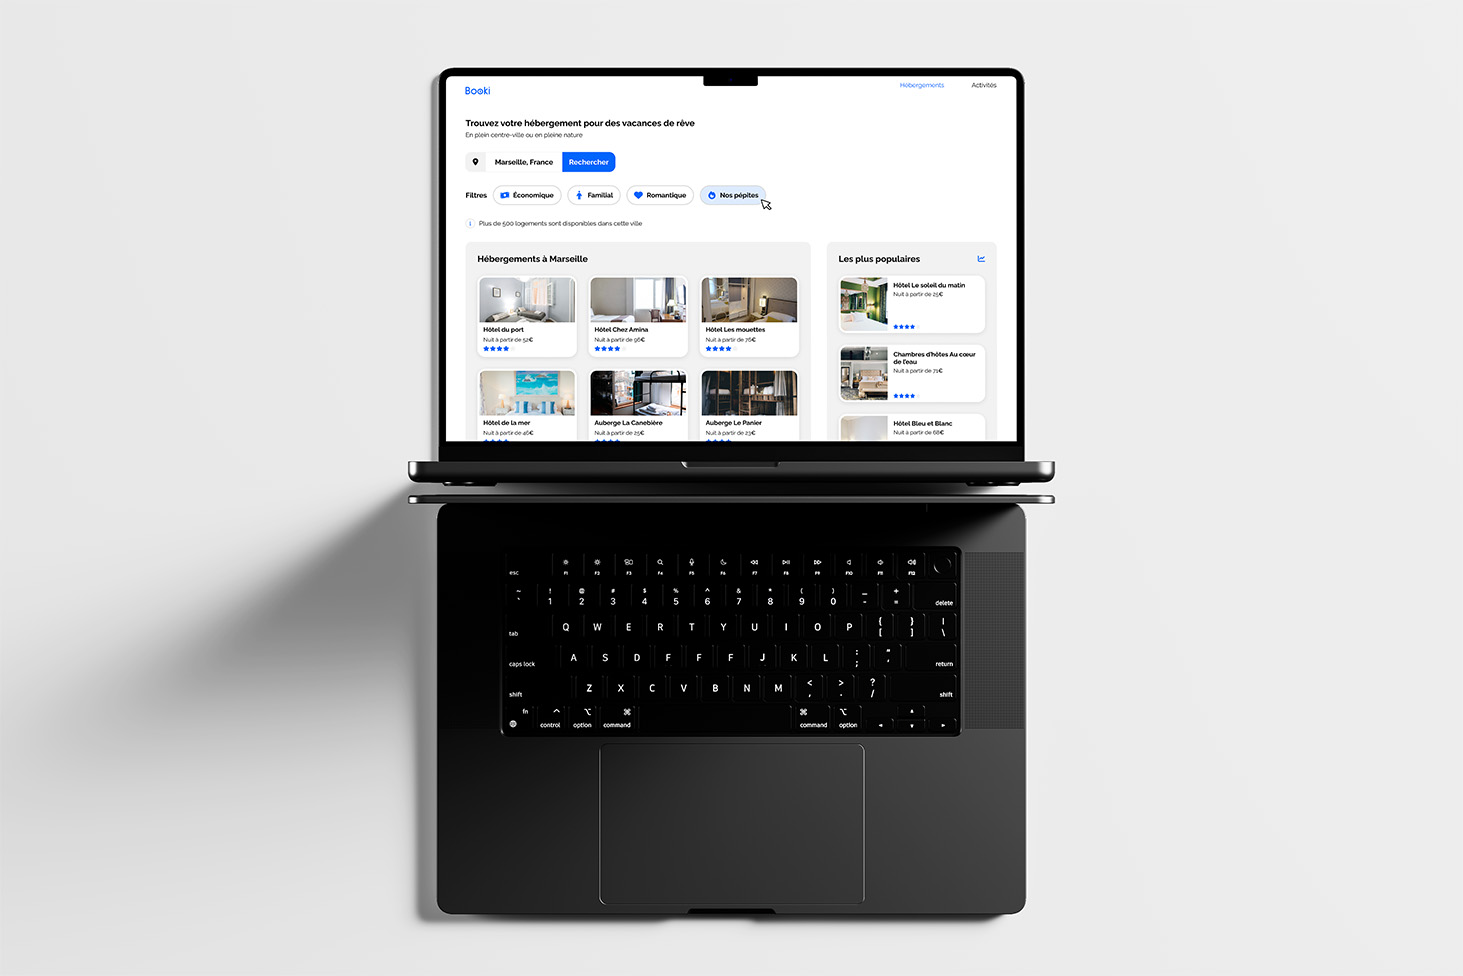 Booki
Hébergements
Activités
Trouvez votre hébergement pour des vacances de rêve
En plein centre-ville ou en pleine nature
Marseille, France
Rechercher
Filtres
Économique
Familial
Romantique
Nos pépites
Plus de 500 logements sont disponibles dans cette ville
Hébergements à Marseille
Hôtel du port
Nuit à partir de 52€
Hôtel Chez Amina
Nuit à partir de 96€
Hôtel Les mouettes
Nuit à partir de 76€
Hôtel de la mer
Nuit à partir de 46€
Auberge La Canebière
Nuit à partir de 25€
Auberge Le Panier
Nuit à partir de 23€
Les plus populaires
Hôtel Le soleil du matin
Nuit à partir de 25€
Chambres d'hôtes Au cœur
de l'eau
Nuit à partir de 71€
Hôtel Bleu et Blanc
Nuit à partir de 68€
esc F1 F2 F3 F4 F5 F6 F7 F8 F9 F10 F11 F12
~ ! @ # $ % ^ & * ( ) _ +
` 1 2 3 4 5 6 7 8 9 0 - = delete
tab Q W E R T Y U I O P { [ } ] | \
caps lock A S D F F F J K L : ; " ' return
shift Z X C V B N M < , > . ? / shift
fn control option command command option